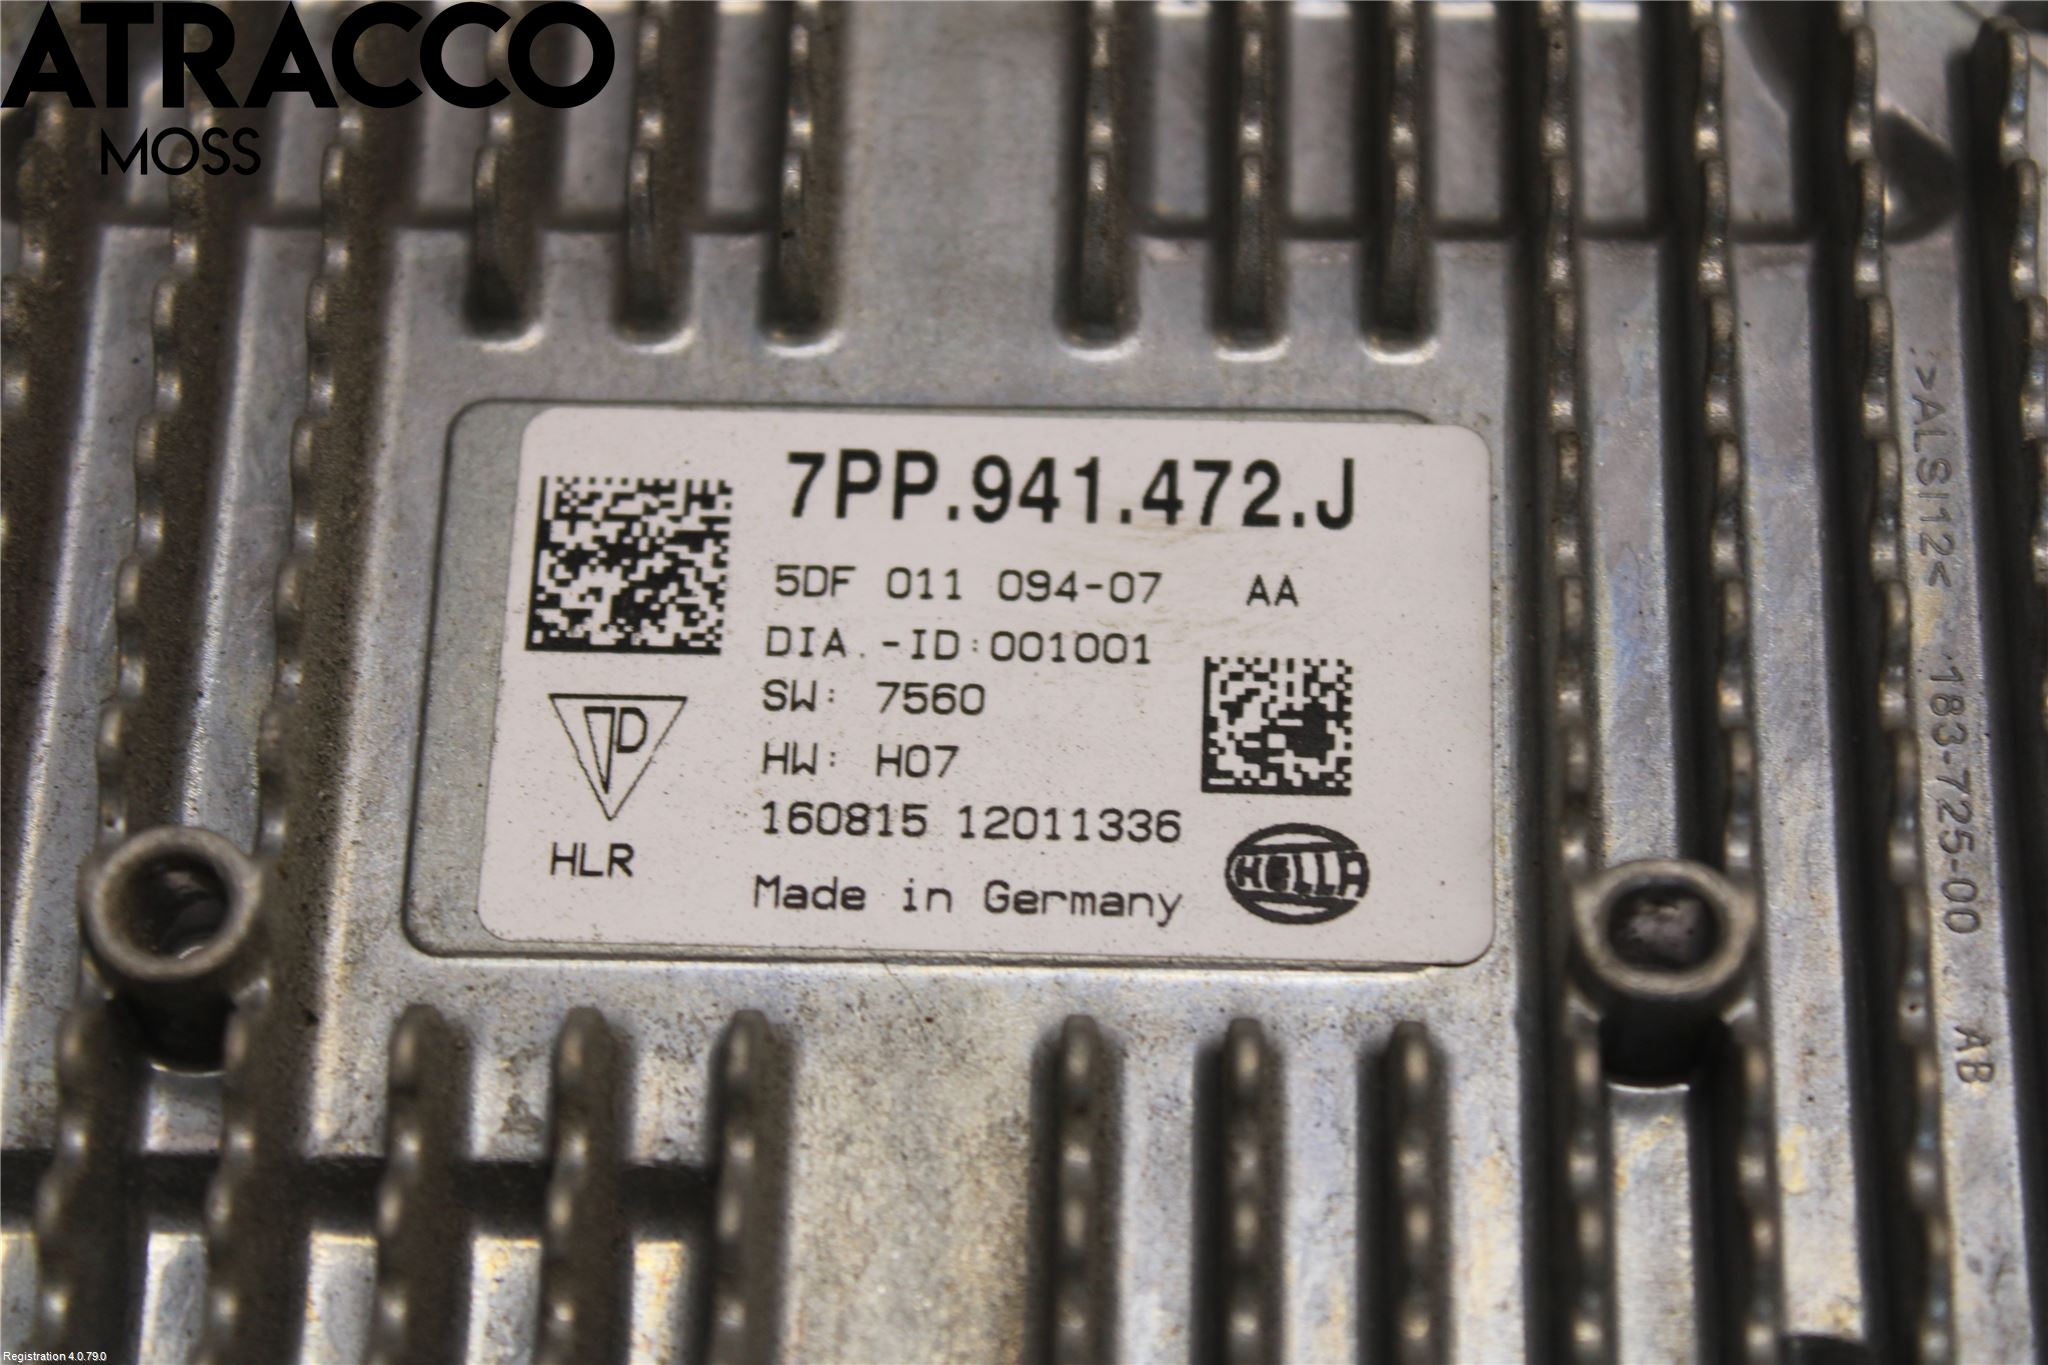 ATRACCO
MOSS
7PP.941.472.J
5DF 011 094-07 AA
DIA.-ID:001001
SW: 7560
HW: H07
160815 12011336
HLR
Made in Germany
HELLA
>ALSI12< 183-725-00 AB
Registration 4.0.79.0